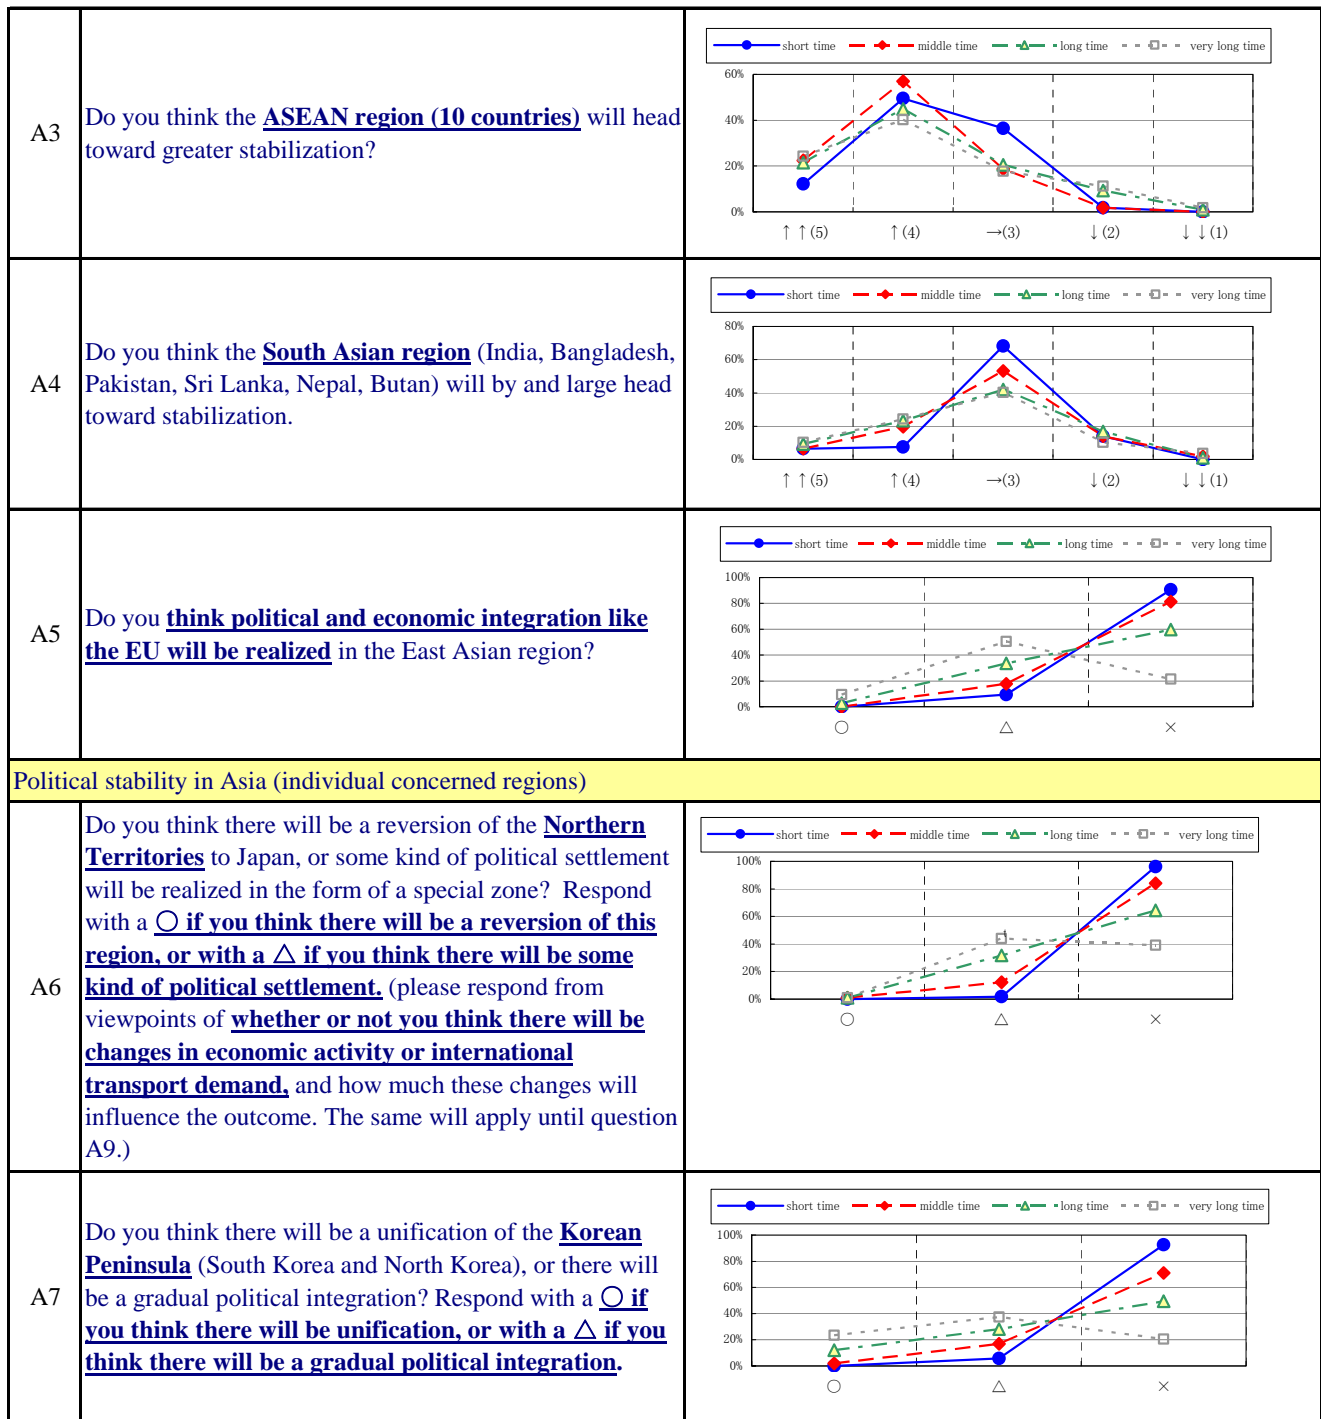 short time middle time long time very long time
60%
40%
20%
0%
↑↑(5) ↑(4) →(3) ↓(2) ↓↓(1)
A3
Do you think the ASEAN region (10 countries) will head
toward greater stabilization?
short time middle time long time very long time
80%
60%
40%
20%
0%
↑↑(5) ↑(4) →(3) ↓(2) ↓↓(1)
A4
Do you think the South Asian region (India, Bangladesh,
Pakistan, Sri Lanka, Nepal, Butan) will by and large head
toward stabilization.
short time middle time long time very long time
100%
80%
60%
40%
20%
0%
○ △ ×
A5
Do you think political and economic integration like
the EU will be realized in the East Asian region?
Political stability in Asia (individual concerned regions)
A6
Do you think there will be a reversion of the Northern
Territories to Japan, or some kind of political settlement
will be realized in the form of a special zone? Respond
with a ○ if you think there will be a reversion of this
region, or with a △ if you think there will be some
kind of political settlement. (please respond from
viewpoints of whether or not you think there will be
changes in economic activity or international
transport demand, and how much these changes will
influence the outcome. The same will apply until question
A9.)
short time middle time long time very long time
100%
80%
60%
40%
20%
0%
○ △ ×
A7
Do you think there will be a unification of the Korean
Peninsula (South Korea and North Korea), or there will
be a gradual political integration? Respond with a ○ if
you think there will be unification, or with a △ if you
think there will be a gradual political integration.
short time middle time long time very long time
100%
80%
60%
40%
20%
0%
○ △ ×